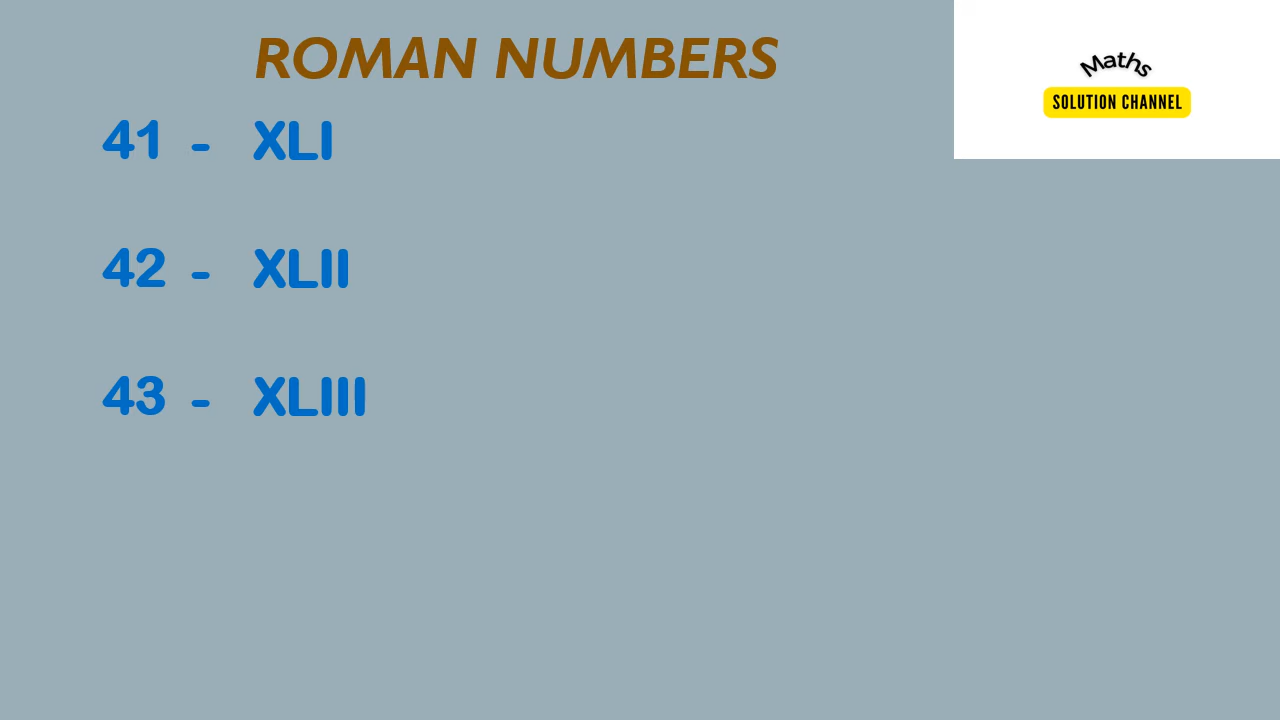 ROMAN NUMBERS
Maths
SOLUTION CHANNEL
41 - XLI
42 - XLII
43 - XLIII